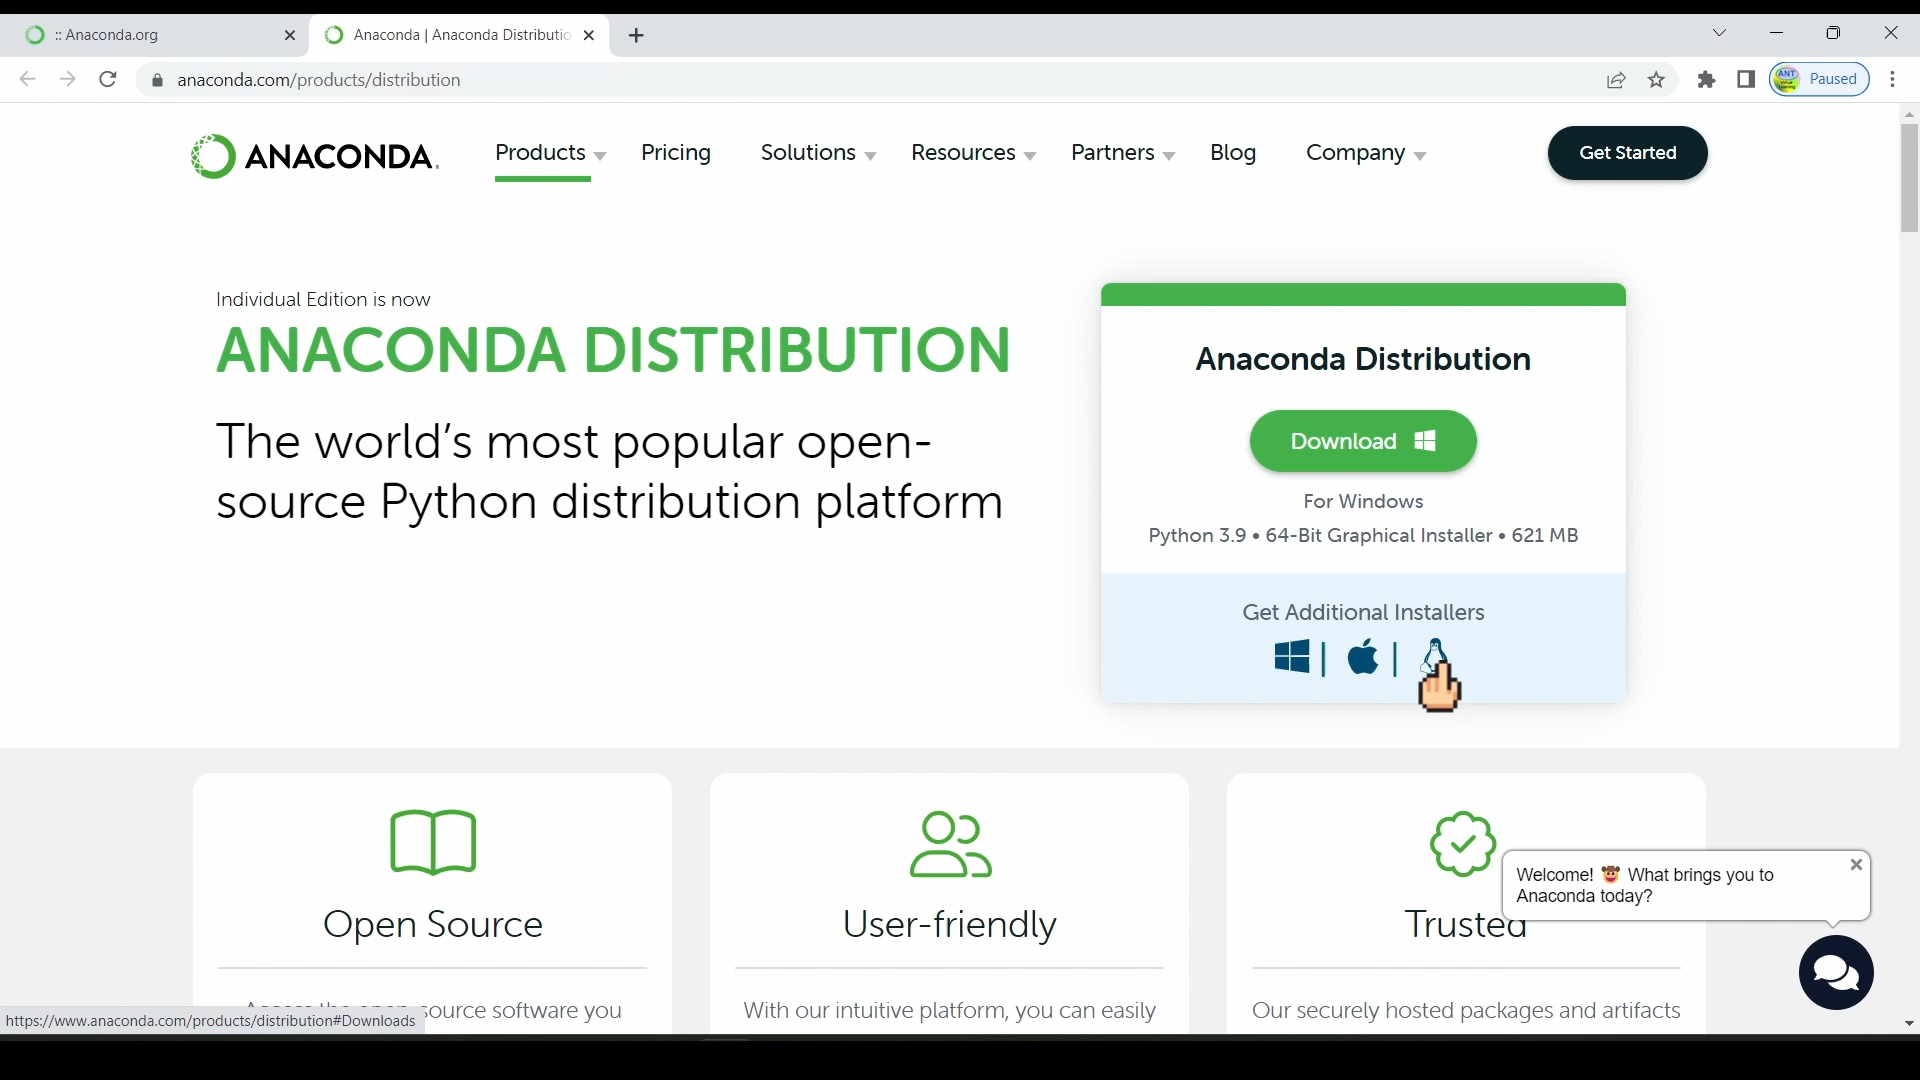 :: Anaconda.org
Anaconda | Anaconda Distributio
anaconda.com/products/distribution
ANT
Paused
ANACONDA.
Products
Pricing
Solutions
Resources
Partners
Blog
Company
Get Started
Individual Edition is now
ANACONDA DISTRIBUTION
The world's most popular open-
source Python distribution platform
Anaconda Distribution
Download
For Windows
Python 3.9 • 64-Bit Graphical Installer • 621 MB
Get Additional Installers
Open Source
source software you
User-friendly
With our intuitive platform, you can easily
Trusted
Our securely hosted packages and artifacts
Welcome! 🤠 What brings you to
Anaconda today?
https://www.anaconda.com/products/distribution#Downloads